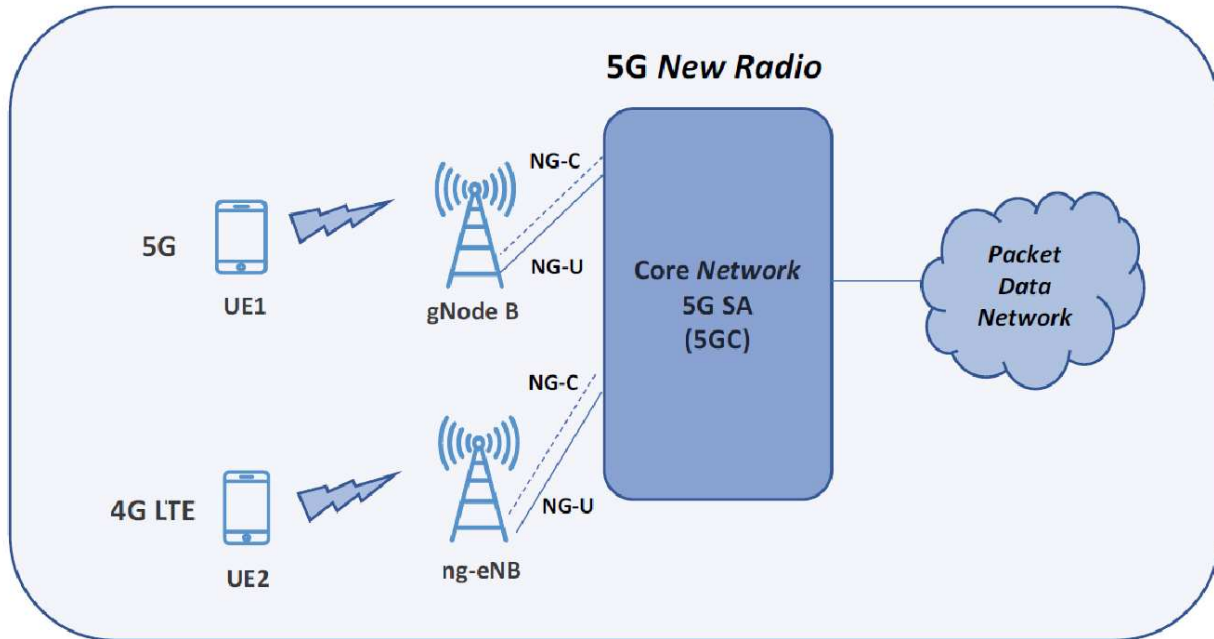 5G New Radio
NG-C
5G
UE1
NG-U
gNode B
Core Network
5G SA
(5GC)
Packet
Data
Network
NG-C
4G LTE
UE2
NG-U
ng-eNB